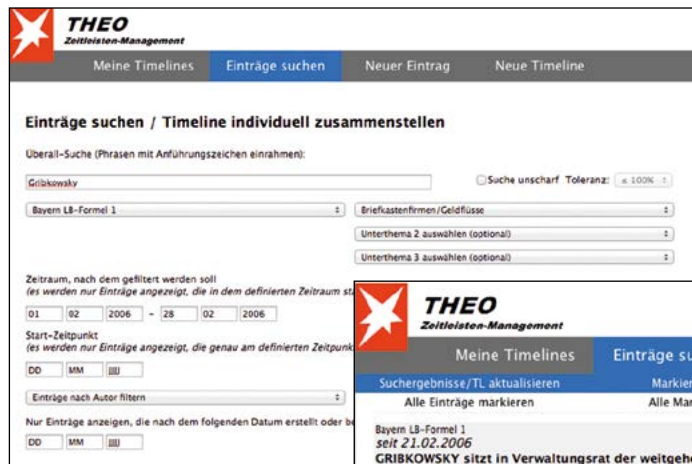 THEO
Zeitleisten-Management
Meine Timelines Einträge suchen Neuer Eintrag Neue Timeline
Einträge suchen / Timeline individuell zusammenstellen
Überall-Suche (Phrasen mit Anführungszeichen einrahmen):
Gribkowsky Suche unscharf Toleranz: ≤ 100%
Bayern LB-Formel 1 Briefkastenfirmen/Geldflüsse
Unterthema 2 auswählen (optional)
Unterthema 3 auswählen (optional)
Zeitraum, nach dem gefiltert werden soll
(es werden nur Einträge angezeigt, die in dem definierten Zeitraum
01 02 2006 - 28 02 2006
Start-Zeitpunkt
(es werden nur Einträge angezeigt, die genau am definierten
DD MM JJJJ
Einträge nach Autor filtern
Nur Einträge anzeigen, die nach dem folgenden Datum erstellt oder
DD MM JJJJ
THEO
Zeitleisten-Management
Meine Timelines Einträge
Suchergebnisse/TL aktualisieren
Alle Einträge markieren Alle
Bayern LB-Formel 1
seit 21.02.2006
GRIBKOWSKY sitzt in Verwaltungsrat der